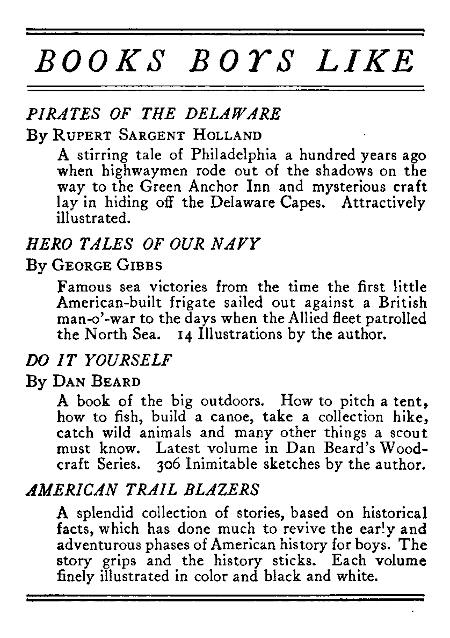 BOOKS BOYS LIKE
PIRATES OF THE DELAWARE
By RUPERT SARGENT HOLLAND
A stirring tale of Philadelphia a hundred years ago
when highwaymen rode out of the shadows on the
way to the Green Anchor Inn and mysterious craft
lay in hiding off the Delaware Capes. Attractively
illustrated.
HERO TALES OF OUR NAVY
By GEORGE GIBBS
Famous sea victories from the time the first little
American-built frigate sailed out against a British
man-o'-war to the days when the Allied fleet patrolled
the North Sea. 14 Illustrations by the author.
DO IT YOURSELF
By DAN BEARD
A book of the big outdoors. How to pitch a tent,
how to fish, build a canoe, take a collection hike,
catch wild animals and many other things a scout
must know. Latest volume in Dan Beard's Wood-
craft Series. 306 Inimitable sketches by the author.
AMERICAN TRAIL BLAZERS
A splendid collection of stories, based on historical
facts, which has done much to revive the early and
adventurous phases of American history for boys. The
story grips and the history sticks. Each volume
finely illustrated in color and black and white.